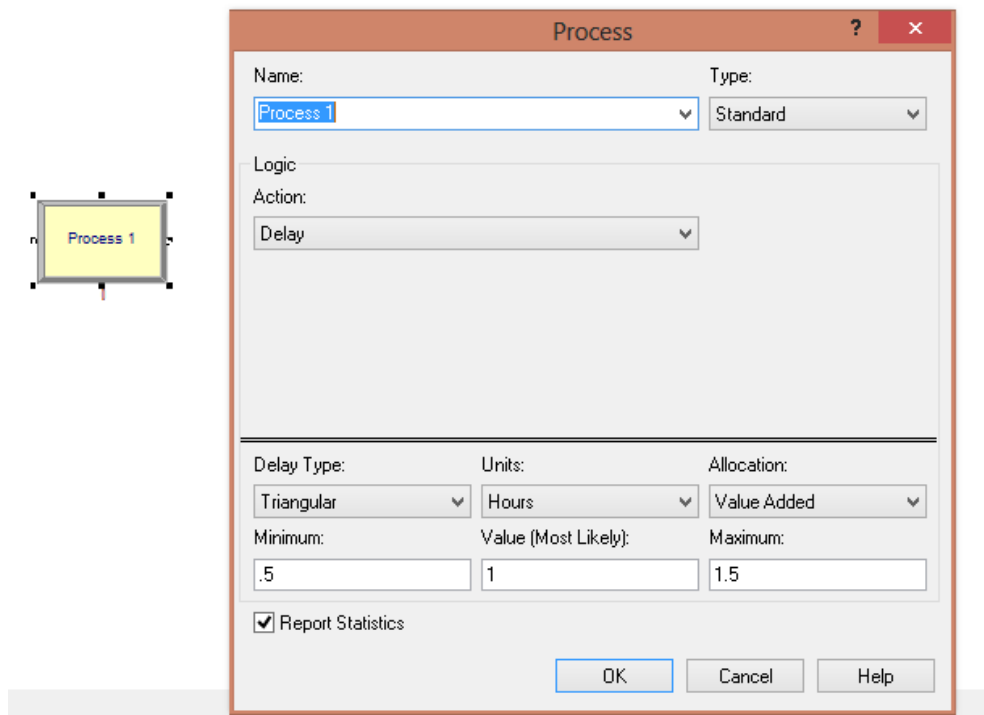 Process ? ×
Name: Type:
Process 1 Standard
Logic
Action:
Process 1
Delay
Delay Type: Units: Allocation:
Triangular Hours Value Added
Minimum: Value (Most Likely): Maximum:
.5 1 1.5
Report Statistics
OK Cancel Help